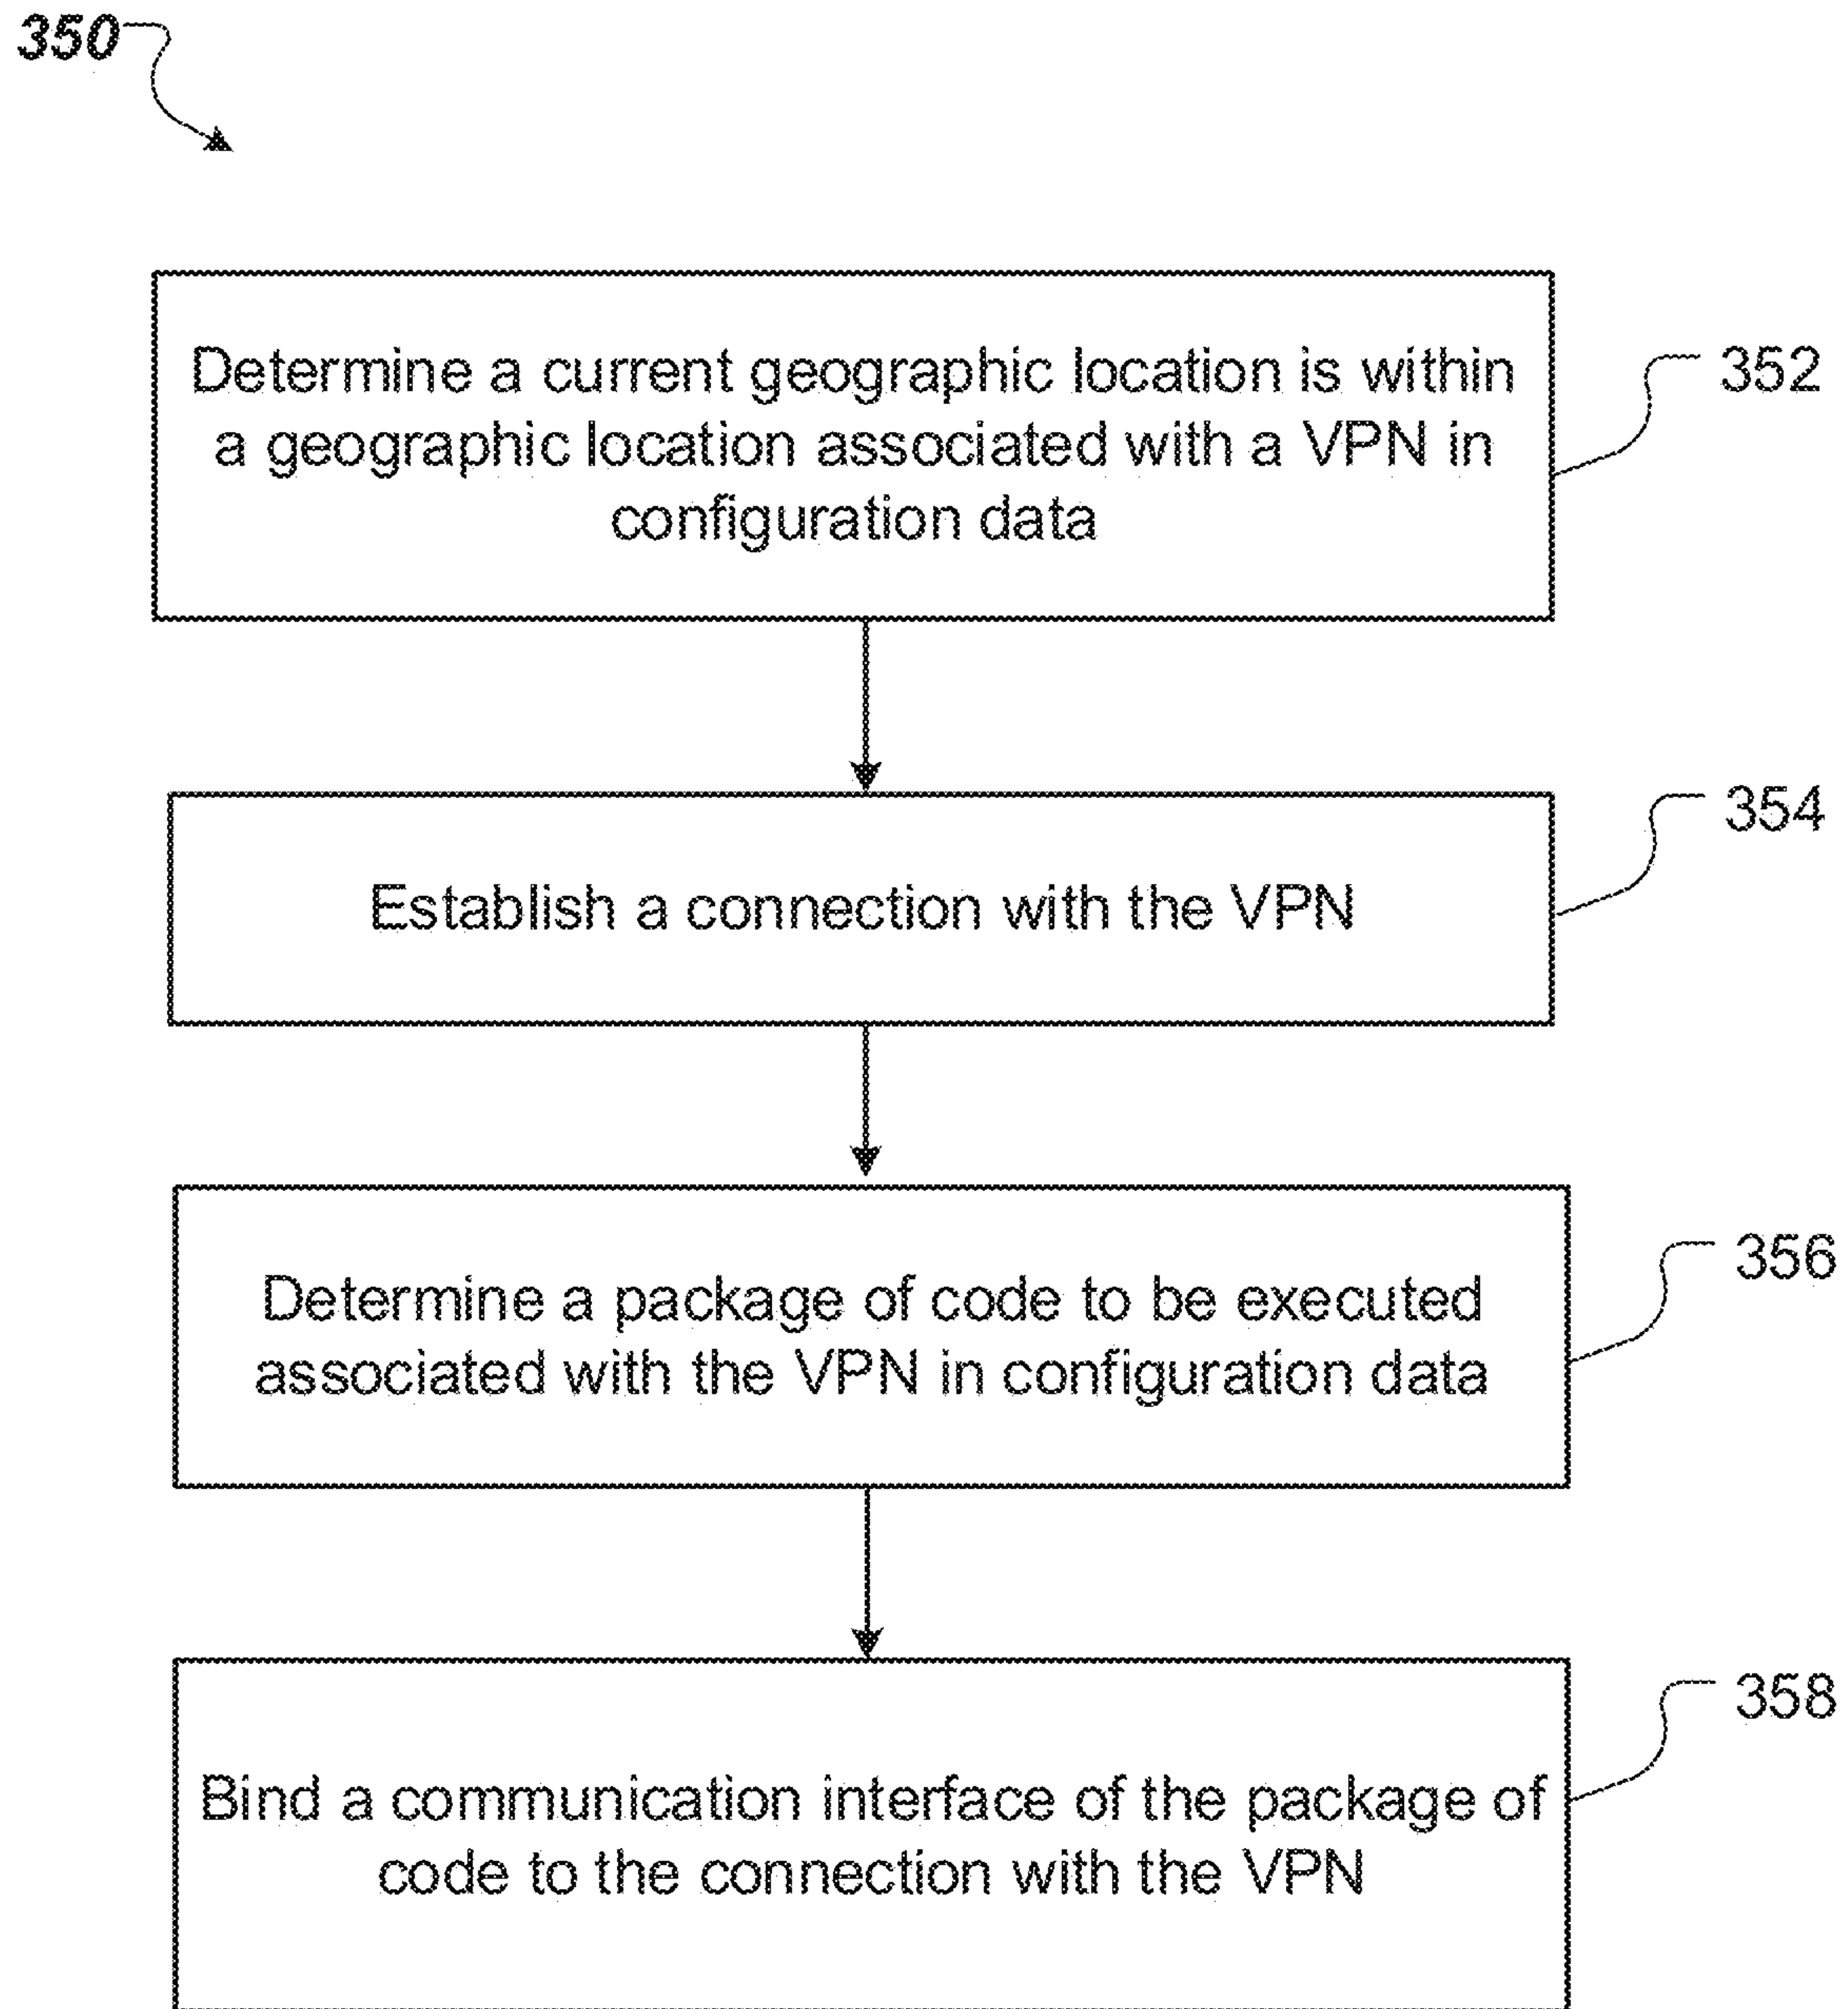 350
Determine a current geographic location is within
a geographic location associated with a VPN in
configuration data
352
Establish a connection with the VPN
354
Determine a package of code to be executed
associated with the VPN in configuration data
356
Bind a communication interface of the package of
code to the connection with the VPN
358